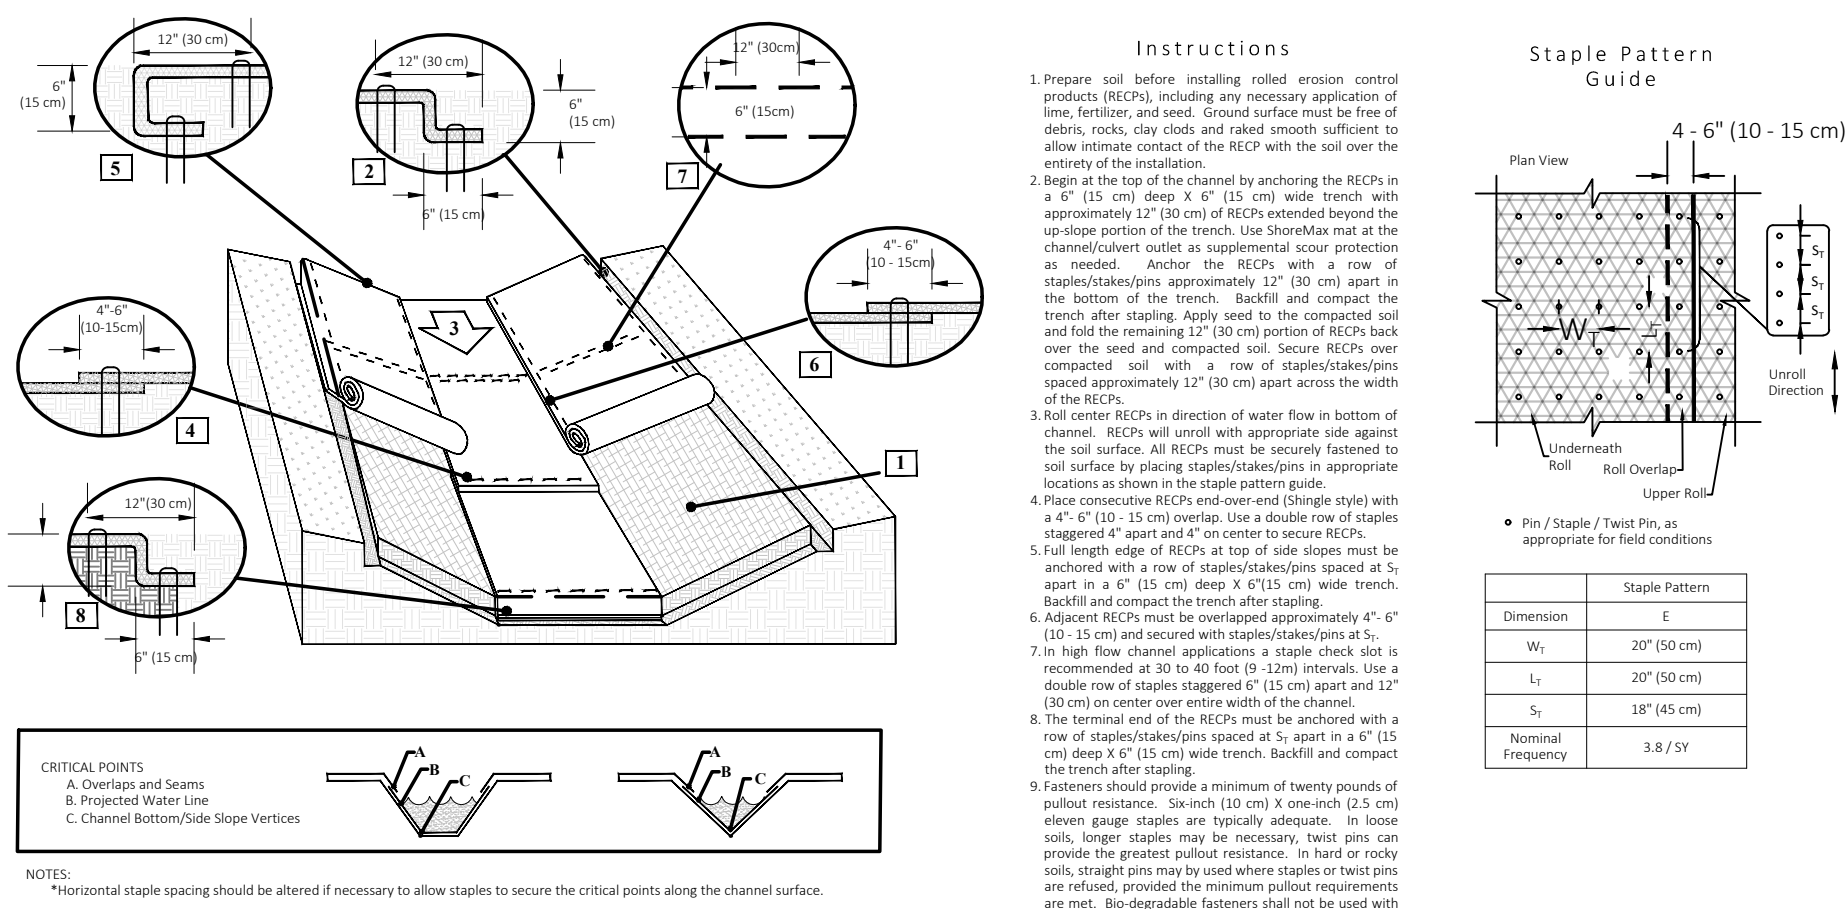 12" (30 cm)
6"
(15 cm)
5
12" (30 cm)
6"
(15 cm)
2
6" (15 cm)
12" (30cm)
6" (15cm)
7
4"- 6"
(10 - 15cm)
6
3
4"-6"
(10-15cm)
4
1
12"(30 cm)
8
6" (15 cm)
CRITICAL POINTS
A. Overlaps and Seams
B. Projected Water Line
C. Channel Bottom/Side Slope Vertices
A
B
C
A
B
C
NOTES:
*Horizontal staple spacing should be altered if necessary to allow staples to secure the critical points along the channel surface.
Instructions
1. Prepare soil before installing rolled erosion control
products (RECPs), including any necessary application of
lime, fertilizer, and seed. Ground surface must be free of
debris, rocks, clay clods and raked smooth sufficient to
allow intimate contact of the RECP with the soil over the
entirety of the installation.
2. Begin at the top of the channel by anchoring the RECPs in
a 6" (15 cm) deep X 6" (15 cm) wide trench with
approximately 12" (30 cm) of RECPs extended beyond the
up-slope portion of the trench. Use ShoreMax mat at the
channel/culvert outlet as supplemental scour protection
as needed. Anchor the RECPs with a row of
staples/stakes/pins approximately 12" (30 cm) apart in
the bottom of the trench. Backfill and compact the
trench after stapling. Apply seed to the compacted soil
and fold the remaining 12" (30 cm) portion of RECPs back
over the seed and compacted soil. Secure RECPs over
compacted soil with a row of staples/stakes/pins
spaced approximately 12" (30 cm) apart across the width
of the RECPs.
3. Roll center RECPs in direction of water flow in bottom of
channel. RECPs will unroll with appropriate side against
the soil surface. All RECPs must be securely fastened to
soil surface by placing staples/stakes/pins in appropriate
locations as shown in the staple pattern guide.
4. Place consecutive RECPs end-over-end (Shingle style) with
a 4"- 6" (10 - 15 cm) overlap. Use a double row of staples
staggered 4" apart and 4" on center to secure RECPs.
5. Full length edge of RECPs at top of side slopes must be
anchored with a row of staples/stakes/pins spaced at ST
apart in a 6" (15 cm) deep X 6"(15 cm) wide trench.
Backfill and compact the trench after stapling.
6. Adjacent RECPs must be overlapped approximately 4"- 6"
(10 - 15 cm) and secured with staples/stakes/pins at ST.
7. In high flow channel applications a staple check slot is
recommended at 30 to 40 foot (9 -12m) intervals. Use a
double row of staples staggered 6" (15 cm) apart and 12"
(30 cm) on center over entire width of the channel.
8. The terminal end of the RECPs must be anchored with a
row of staples/stakes/pins spaced at ST apart in a 6" (15
cm) deep X 6" (15 cm) wide trench. Backfill and compact
the trench after stapling.
9. Fasteners should provide a minimum of twenty pounds of
pullout resistance. Six-inch (10 cm) X one-inch (2.5 cm)
eleven gauge staples are typically adequate. In loose
soils, longer staples may be necessary, twist pins can
provide the greatest pullout resistance. In hard or rocky
soils, straight pins may by used where staples or twist pins
are refused, provided the minimum pullout requirements
are met. Bio-degradable fasteners shall not be used with
Staple Pattern
Guide
4 - 6" (10 - 15 cm)
Plan View
ST
ST
ST
WT
LT
Unroll
Direction
Underneath
Roll
Roll Overlap
Upper Roll
Pin / Staple / Twist Pin, as
appropriate for field conditions
Staple Pattern
Dimension E
WT 20" (50 cm)
LT 20" (50 cm)
ST 18" (45 cm)
Nominal
Frequency 3.8 / SY